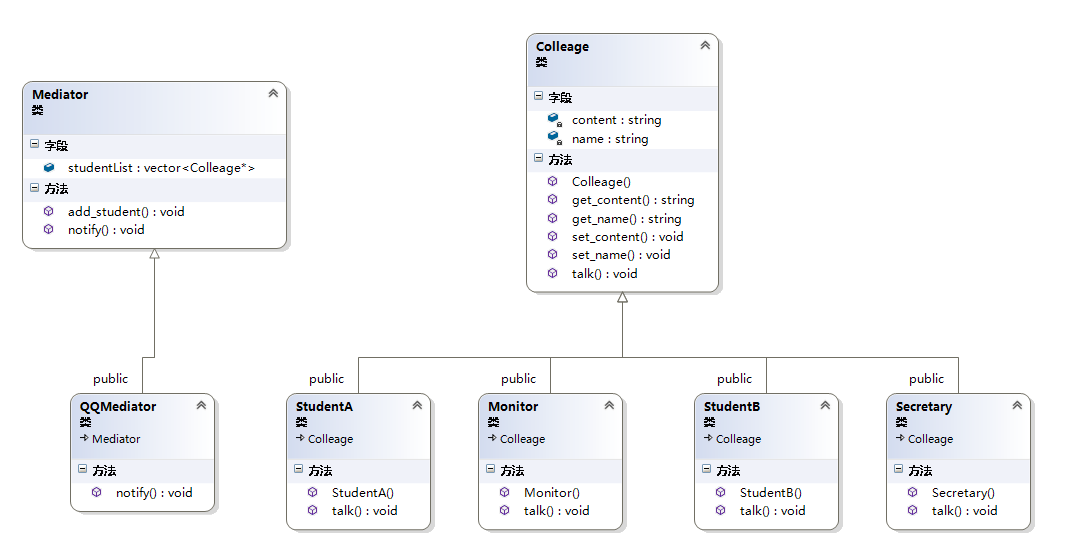 Mediator
类
字段
studentList : vector<Colleage*>
方法
add_student() : void
notify() : void
Colleage
类
字段
content : string
name : string
方法
Colleage()
get_content() : string
get_name() : string
set_content() : void
set_name() : void
talk() : void
public
QQMediator
类
Mediator
方法
notify() : void
public
StudentA
类
Colleage
方法
StudentA()
talk() : void
public
Monitor
类
Colleage
方法
Monitor()
talk() : void
public
StudentB
类
Colleage
方法
StudentB()
talk() : void
public
Secretary
类
Colleage
方法
Secretary()
talk() : void